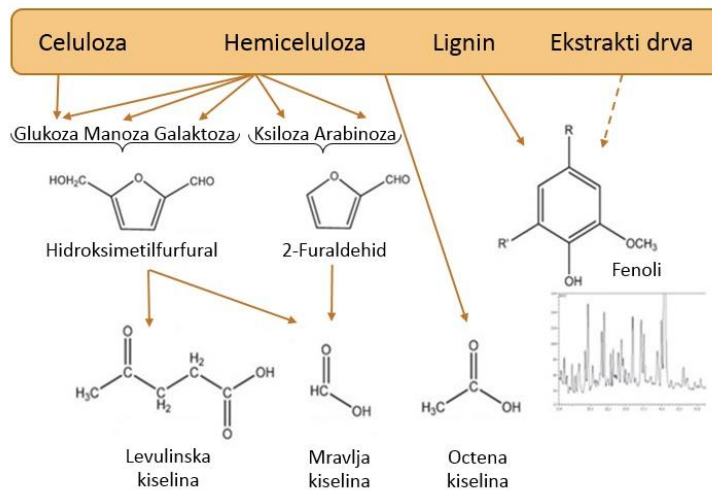 Celuloza Hemiceluloza Lignin Ekstrakti drva
Glukoza Manoza Galaktoza Ksiloza Arabinoza
HOH₂C O CHO
O CHO
R
R'
OCH₃
OH
Hidroksimetilfurfural 2-Furaldehid Fenoli
O
H₃C
H₂
C
C
H₂
OH
O
O
HC
OH
O
H₃C OH
Levulinska
kiselina
Mravlja
kiselina
Octena
kiselina